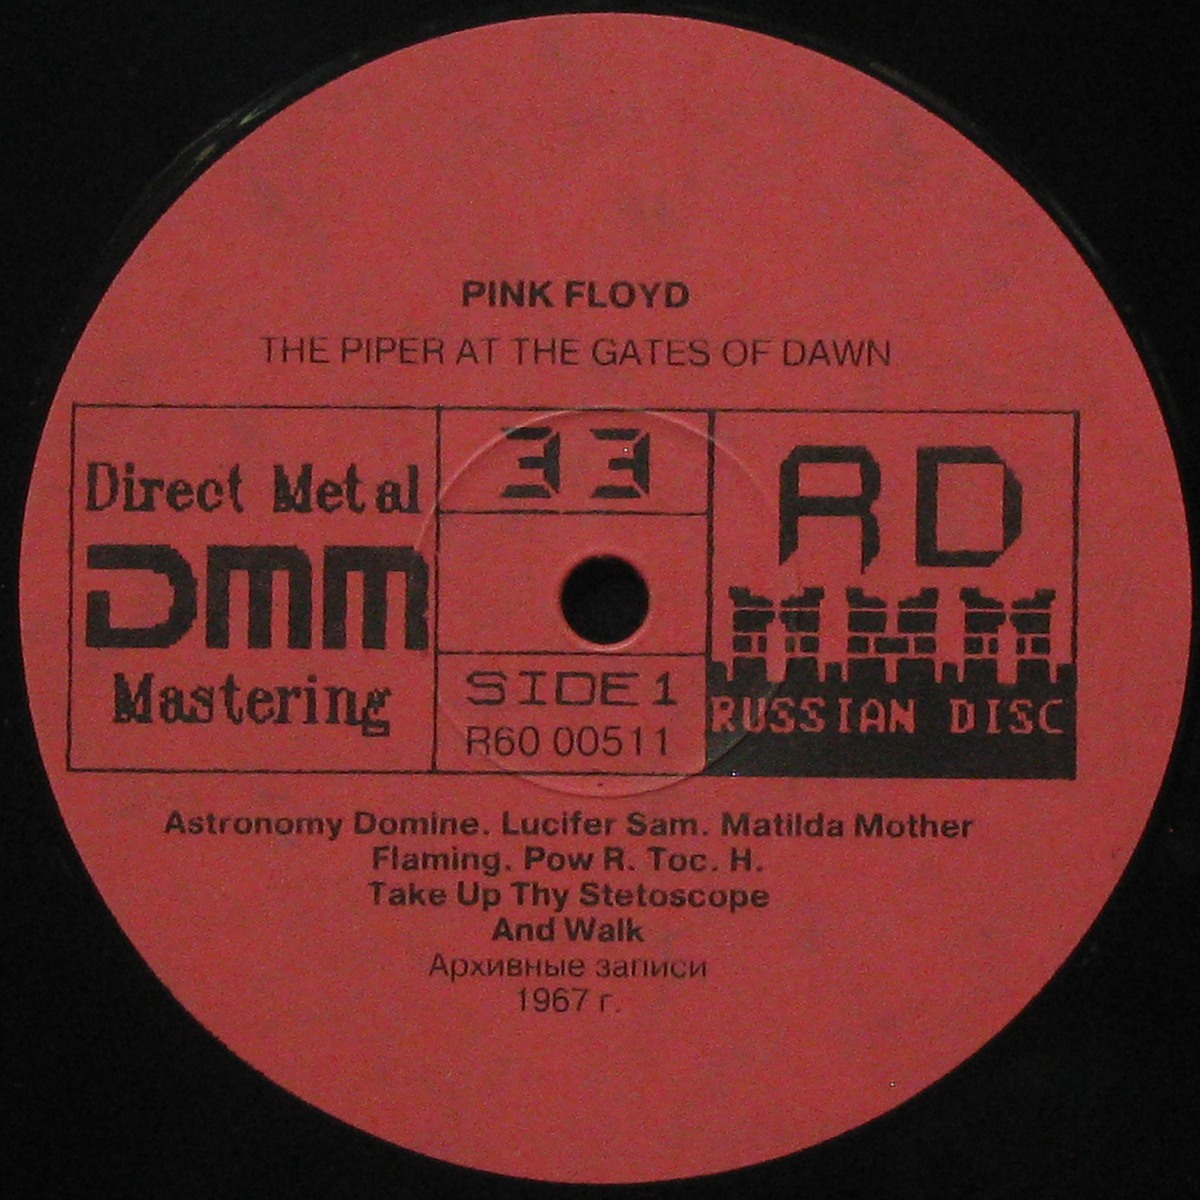 PINK FLOYD
THE PIPER AT THE GATES OF DAWN
Direct Metal
DMM
Mastering
33
SIDE 1
R60 00511
RD
RUSSIAN DISC
Astronomy Domine. Lucifer Sam. Matilda Mother
Flaming. Pow R. Toc. H.
Take Up Thy Stetoscope
And Walk
Архивные записи
1967 г.